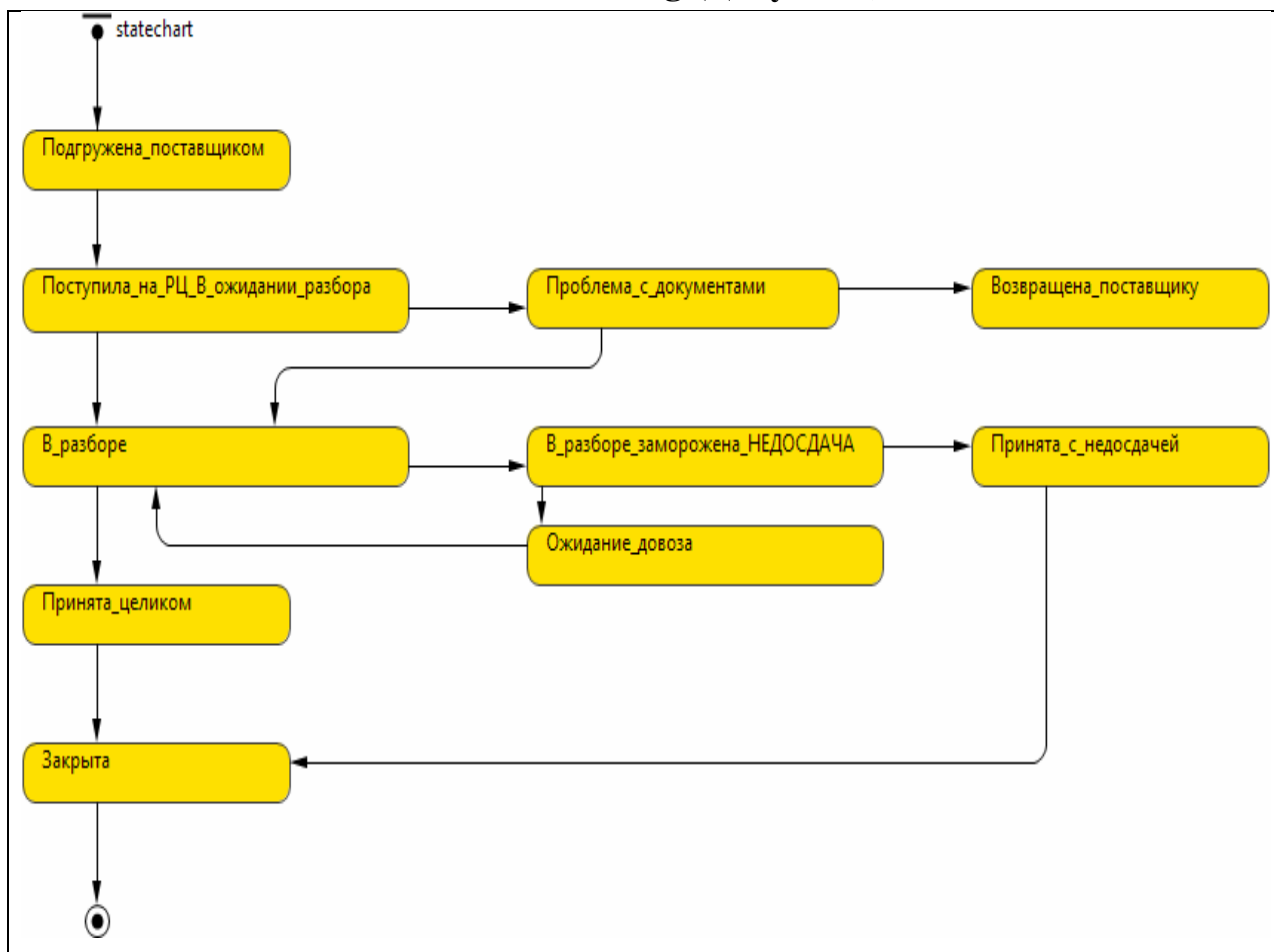 statechart
Подгружена_поставщиком
Поступила_на_РЦ_В_ожидании_разбора
Проблема_с_документами
Возвращена_поставщику
В_разборе
В_разборе_заморожена_НЕДОСДАЧА
Принята_с_недосдачей
Ожидание_довоза
Принята_целиком
Закрыта